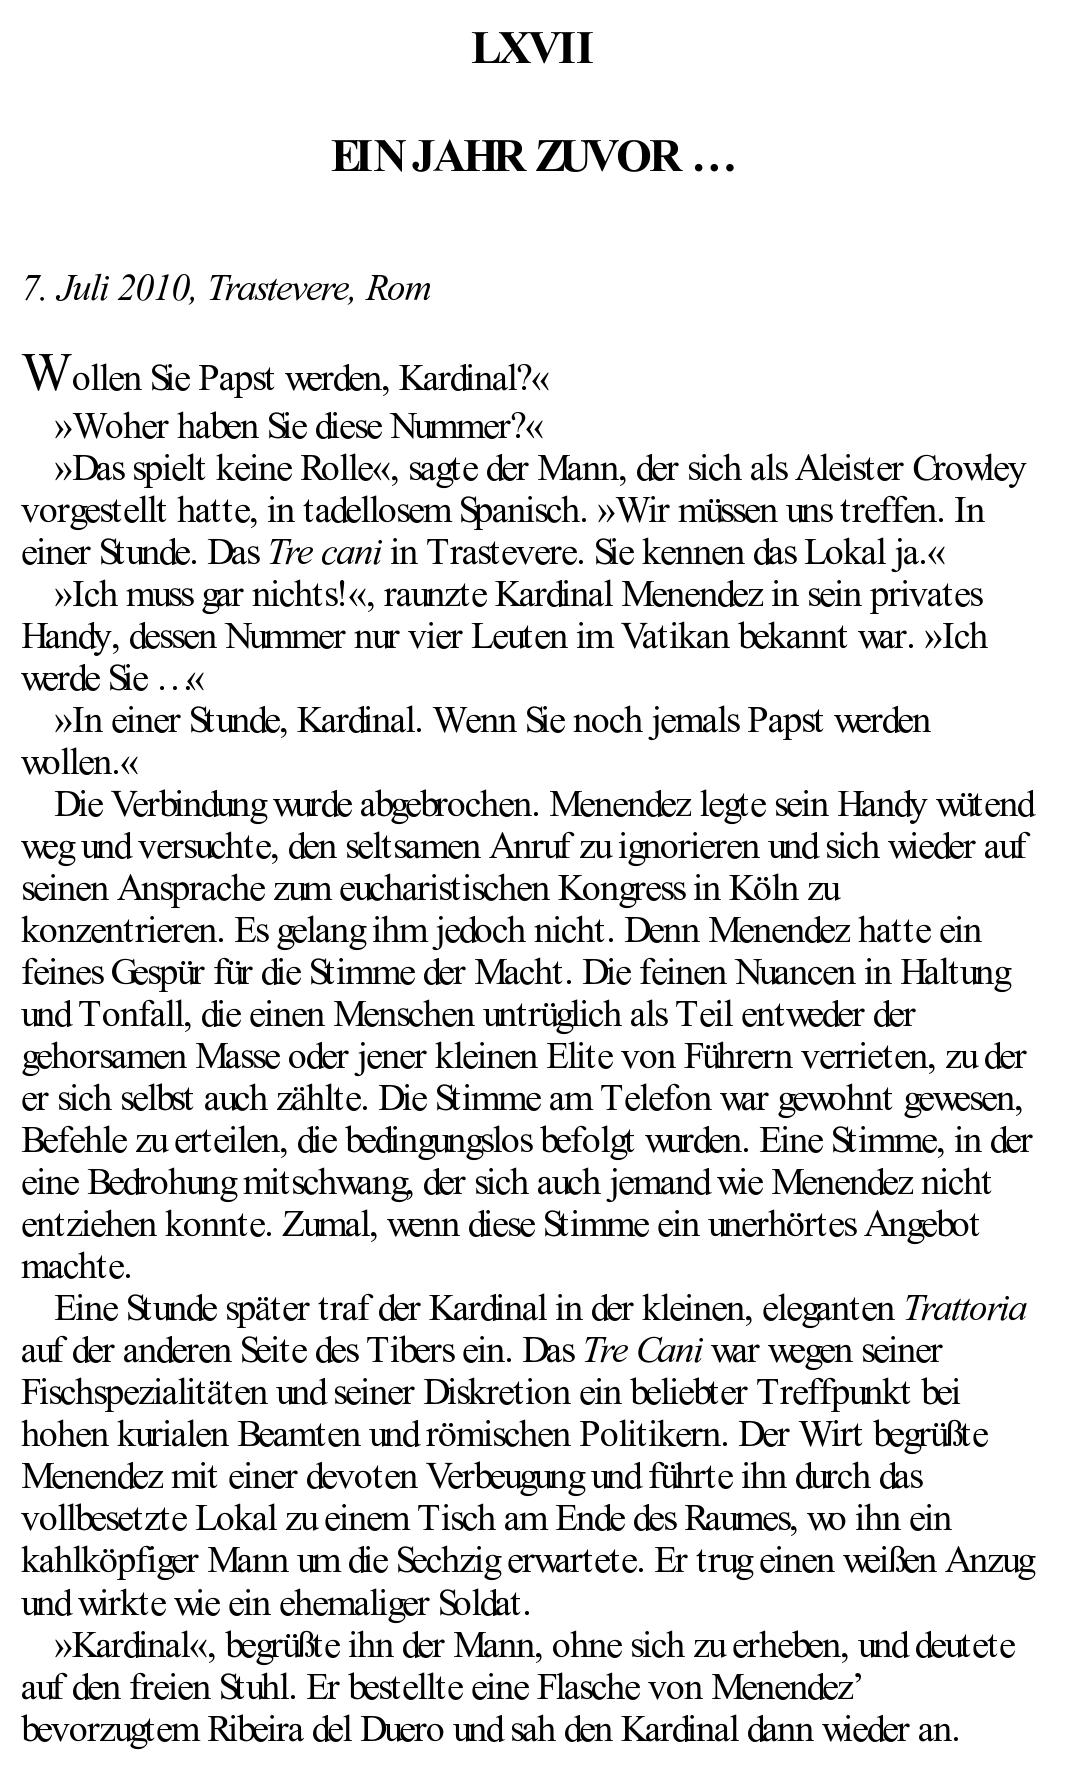 LXVII
EIN JAHR ZUVOR …
7. Juli 2010, Trastevere, Rom
Wollen Sie Papst werden, Kardinal?«
»Woher haben Sie diese Nummer?«
»Das spielt keine Rolle«, sagte der Mann, der sich als Aleister Crowley
vorgestellt hatte, in tadellosem Spanisch. »Wir müssen uns treffen. In
einer Stunde. Das Tre cani in Trastevere. Sie kennen das Lokal ja.«
»Ich muss gar nichts!«, raunzte Kardinal Menendez in sein privates
Handy, dessen Nummer nur vier Leuten im Vatikan bekannt war. »Ich
werde Sie …«
»In einer Stunde, Kardinal. Wenn Sie noch jemals Papst werden
wollen.«
Die Verbindung wurde abgebrochen. Menendez legte sein Handy wütend
weg und versuchte, den seltsamen Anruf zu ignorieren und sich wieder auf
seinen Ansprache zum eucharistischen Kongress in Köln zu
konzentrieren. Es gelang ihm jedoch nicht. Denn Menendez hatte ein
feines Gespür für die Stimme der Macht. Die feinen Nuancen in Haltung
und Tonfall, die einen Menschen untrüglich als Teil entweder der
gehorsamen Masse oder jener kleinen Elite von Führern verrieten, zu der
er sich selbst auch zählte. Die Stimme am Telefon war gewohnt gewesen,
Befehle zu erteilen, die bedingungslos befolgt wurden. Eine Stimme, in der
eine Bedrohung mitschwang, der sich auch jemand wie Menendez nicht
entziehen konnte. Zumal, wenn diese Stimme ein unerhörtes Angebot
machte.
Eine Stunde später traf der Kardinal in der kleinen, eleganten Trattoria
auf der anderen Seite des Tibers ein. Das Tre Cani war wegen seiner
Fischspezialitäten und seiner Diskretion ein beliebter Treffpunkt bei
hohen kurialen Beamten und römischen Politikern. Der Wirt begrüßte
Menendez mit einer devoten Verbeugung und führte ihn durch das
vollbesetzte Lokal zu einem Tisch am Ende des Raumes, wo ihn ein
kahlköpfiger Mann um die Sechzig erwartete. Er trug einen weißen Anzug
und wirkte wie ein ehemaliger Soldat.
»Kardinal«, begrüßte ihn der Mann, ohne sich zu erheben, und deutete
auf den freien Stuhl. Er bestellte eine Flasche von Menendez’
bevorzugtem Ribeira del Duero und sah den Kardinal dann wieder an.